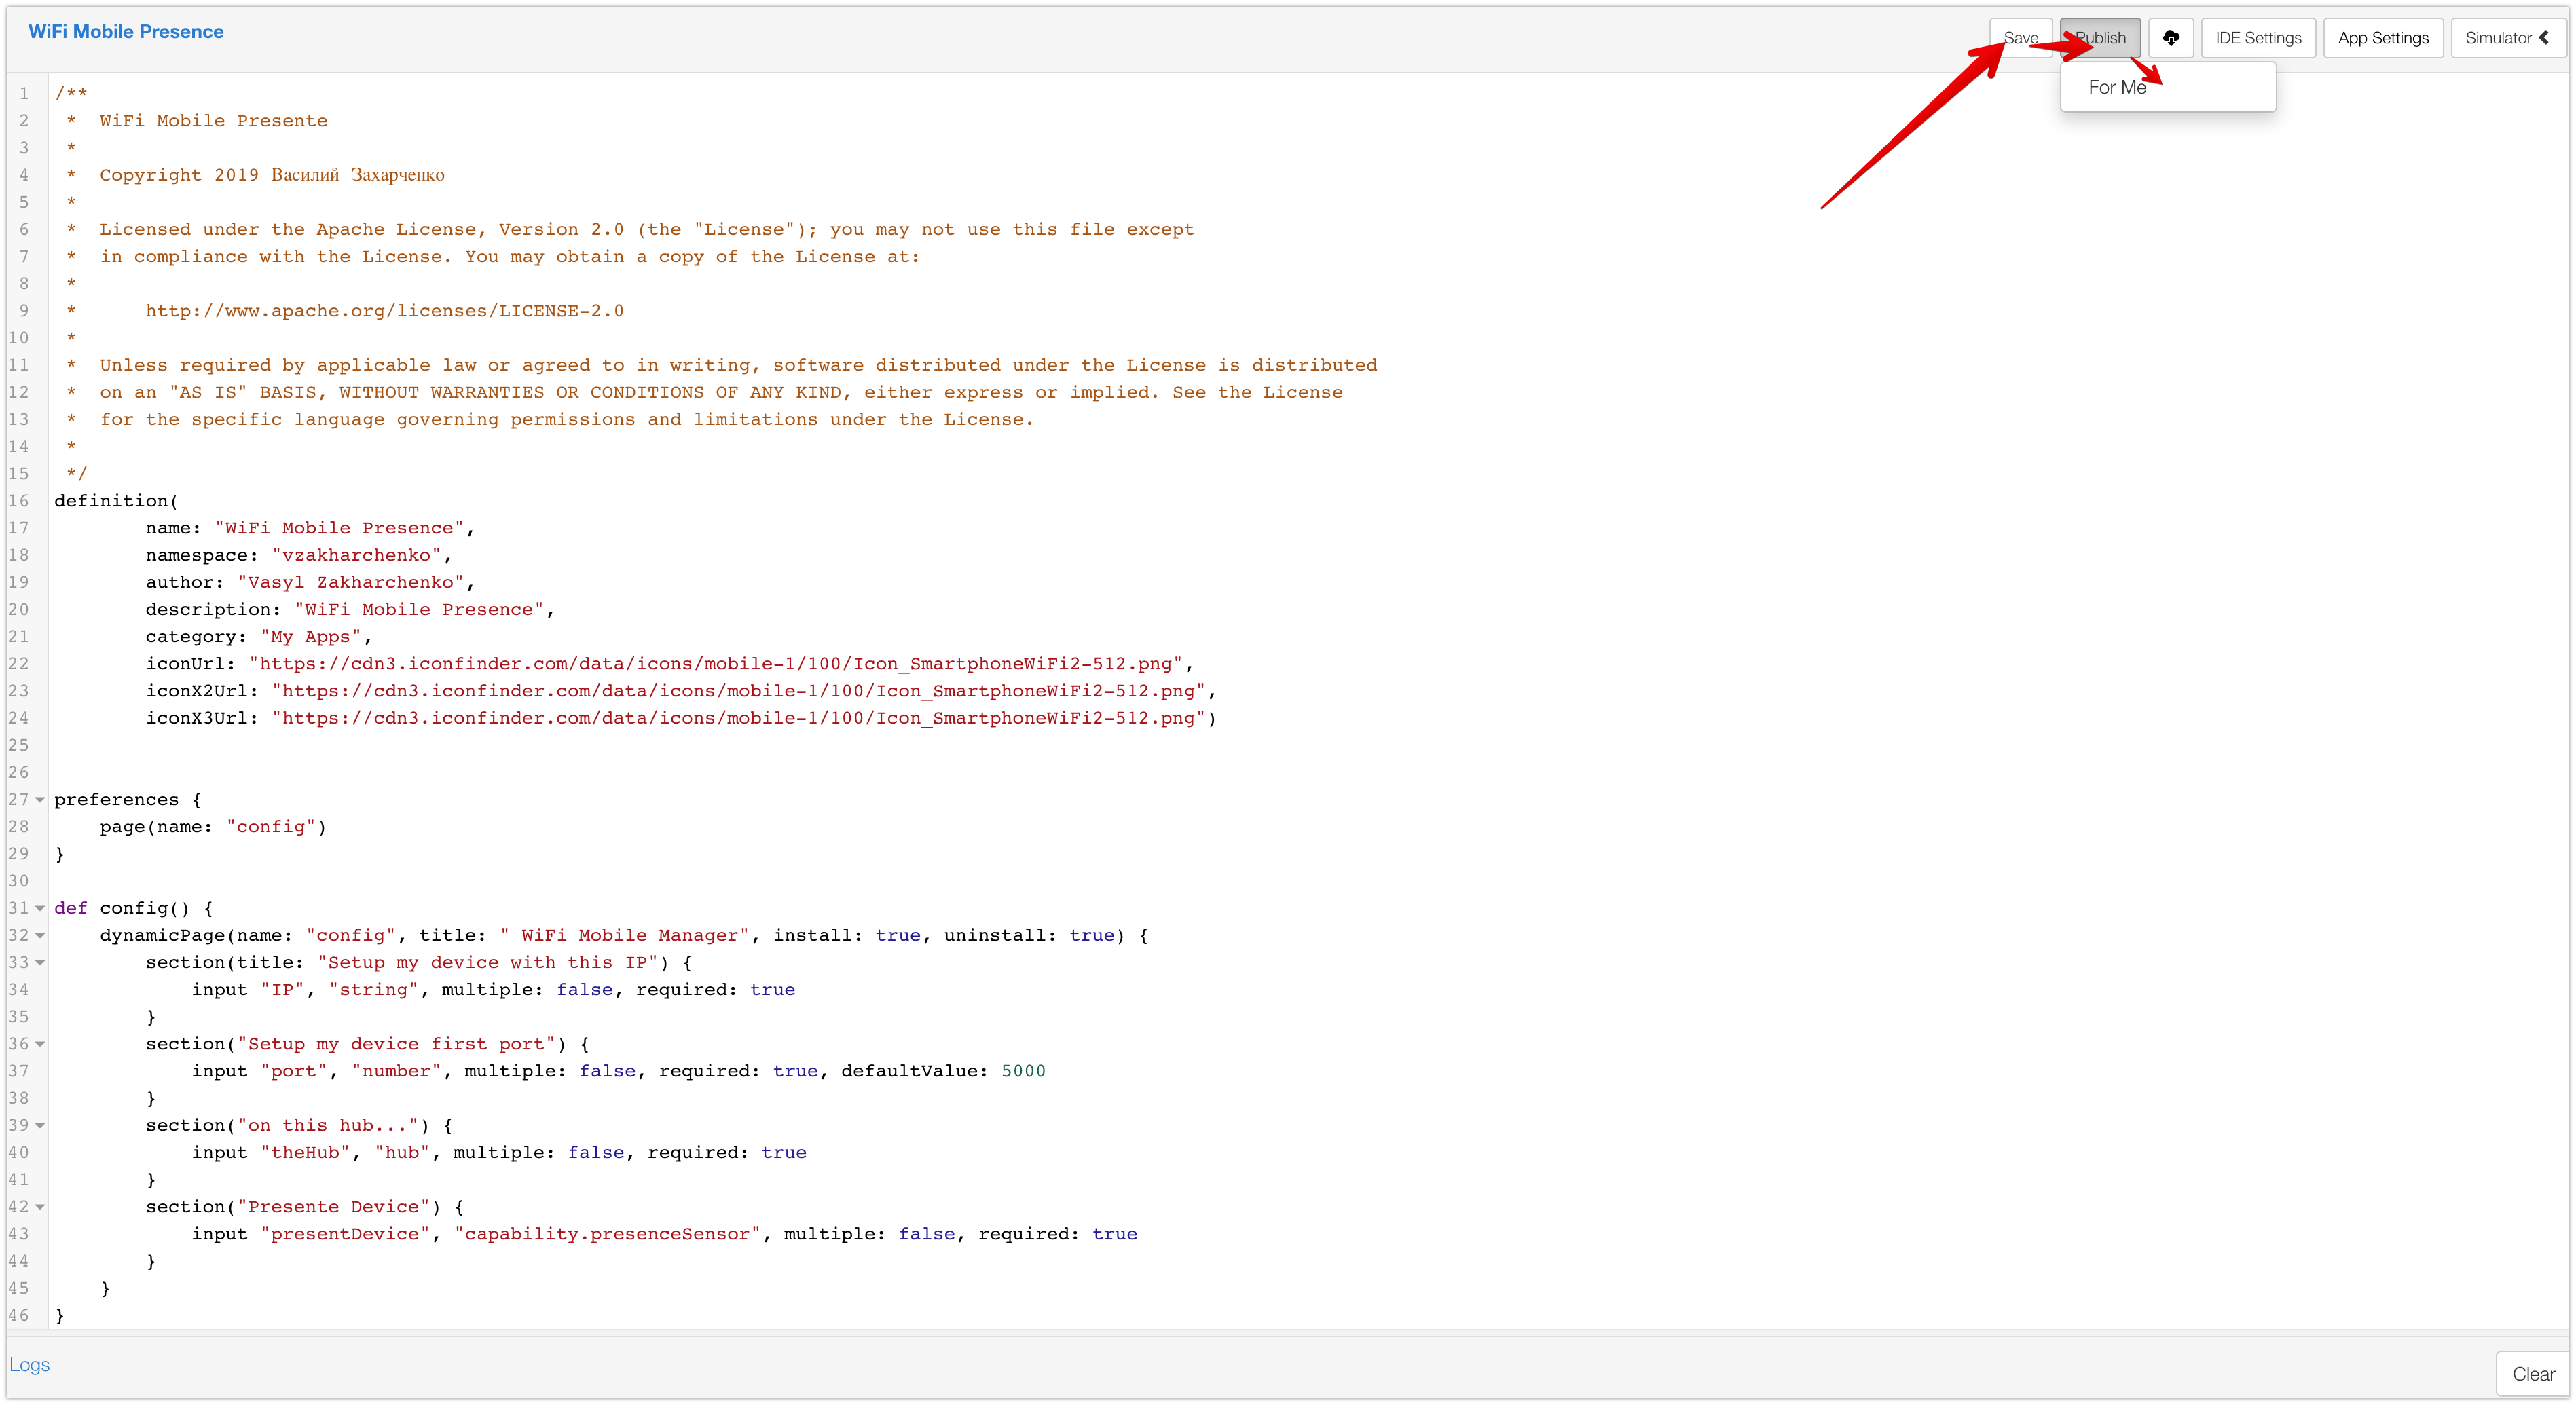 WiFi Mobile Presence
Save Publish IDE Settings App Settings Simulator
For Me
1 /**
2 * WiFi Mobile Presente
3 *
4 * Copyright 2019 Василий Захарченко
5 *
6 * Licensed under the Apache License, Version 2.0 (the "License"); you may not use this file except
7 * in compliance with the License. You may obtain a copy of the License at:
8 *
9 * http://www.apache.org/licenses/LICENSE-2.0
10 *
11 * Unless required by applicable law or agreed to in writing, software distributed under the License is distributed
12 * on an "AS IS" BASIS, WITHOUT WARRANTIES OR CONDITIONS OF ANY KIND, either express or implied. See the License
13 * for the specific language governing permissions and limitations under the License.
14 *
15 */
16 definition(
17 name: "WiFi Mobile Presence",
18 namespace: "vzakharchenko",
19 author: "Vasyl Zakharchenko",
20 description: "WiFi Mobile Presence",
21 category: "My Apps",
22 iconUrl: "https://cdn3.iconfinder.com/data/icons/mobile-1/100/Icon_SmartphoneWiFi2-512.png",
23 iconX2Url: "https://cdn3.iconfinder.com/data/icons/mobile-1/100/Icon_SmartphoneWiFi2-512.png",
24 iconX3Url: "https://cdn3.iconfinder.com/data/icons/mobile-1/100/Icon_SmartphoneWiFi2-512.png")
25
26
27 preferences {
28 page(name: "config")
29 }
30
31 def config() {
32 dynamicPage(name: "config", title: " WiFi Mobile Manager", install: true, uninstall: true) {
33 section(title: "Setup my device with this IP") {
34 input "IP", "string", multiple: false, required: true
35 }
36 section("Setup my device first port") {
37 input "port", "number", multiple: false, required: true, defaultValue: 5000
38 }
39 section("on this hub...") {
40 input "theHub", "hub", multiple: false, required: true
41 }
42 section("Presente Device") {
43 input "presentDevice", "capability.presenceSensor", multiple: false, required: true
44 }
45 }
46 }
Logs
Clear